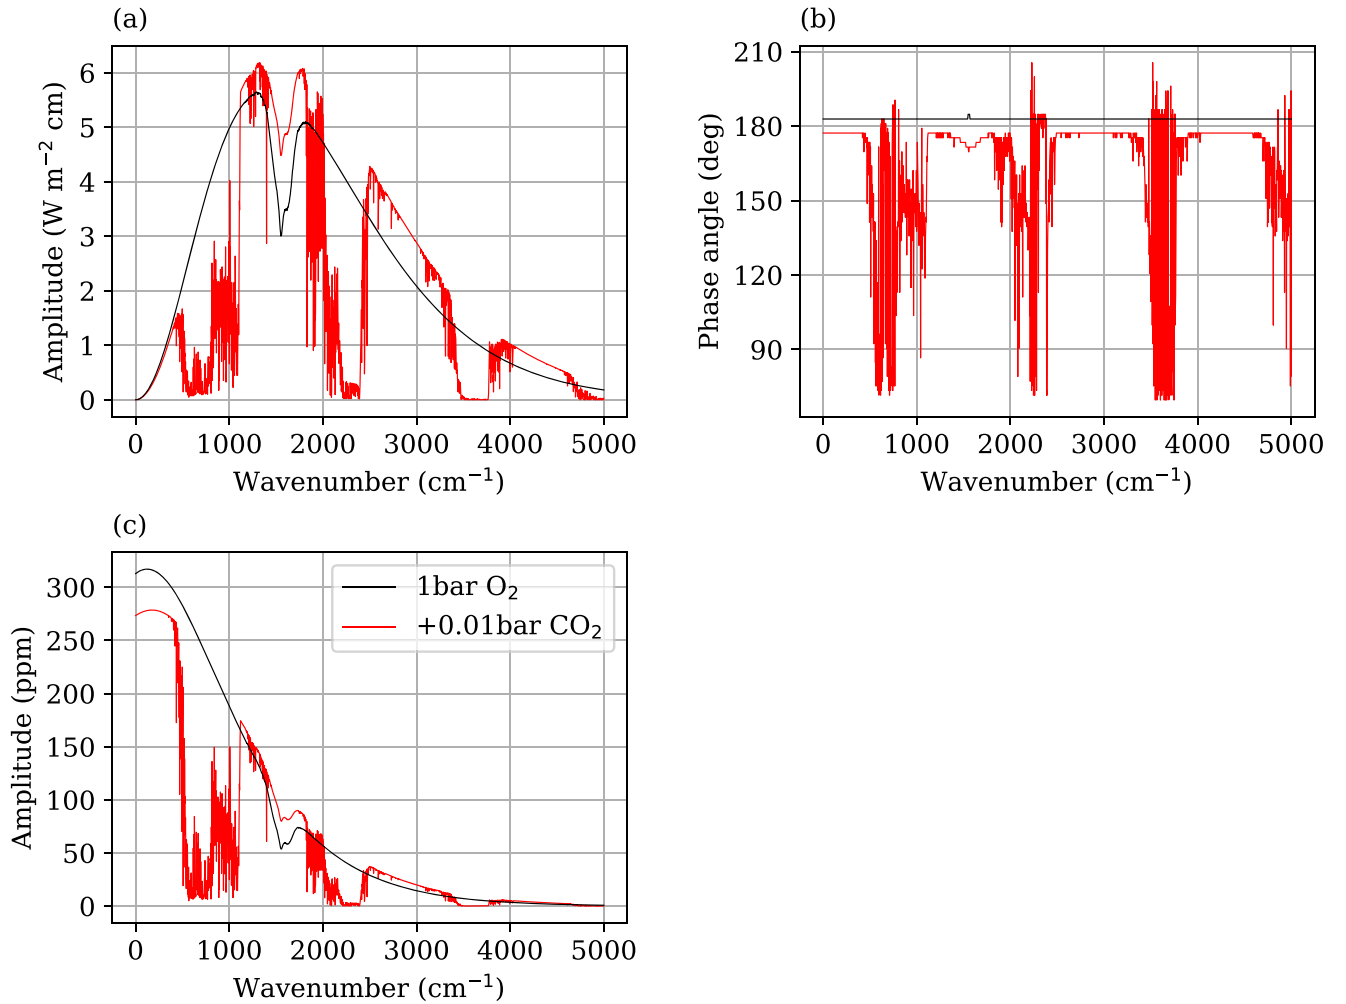 (a)
Amplitude (W m⁻² cm)
6
5
4
3
2
1
0
0 1000 2000 3000 4000 5000
Wavenumber (cm⁻¹)
(b)
Phase angle (deg)
210
180
150
120
90
0 1000 2000 3000 4000 5000
Wavenumber (cm⁻¹)
(c)
Amplitude (ppm)
300
250
200
150
100
50
0
1bar O₂
+0.01bar CO₂
0 1000 2000 3000 4000 5000
Wavenumber (cm⁻¹)